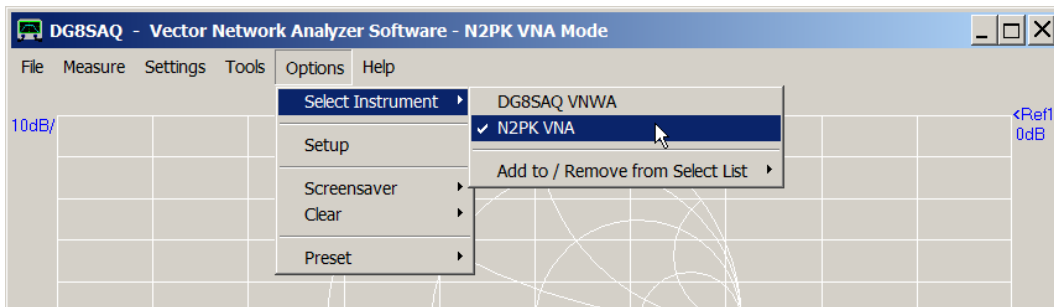 DG8SAQ - Vector Network Analyzer Software - N2PK VNA Mode
File Measure Settings Tools Options Help
Select Instrument
DG8SAQ VNWA
N2PK VNA
Add to / Remove from Select List
Setup
Screensaver
Clear
Preset
10dB/
<Ref1
0dB